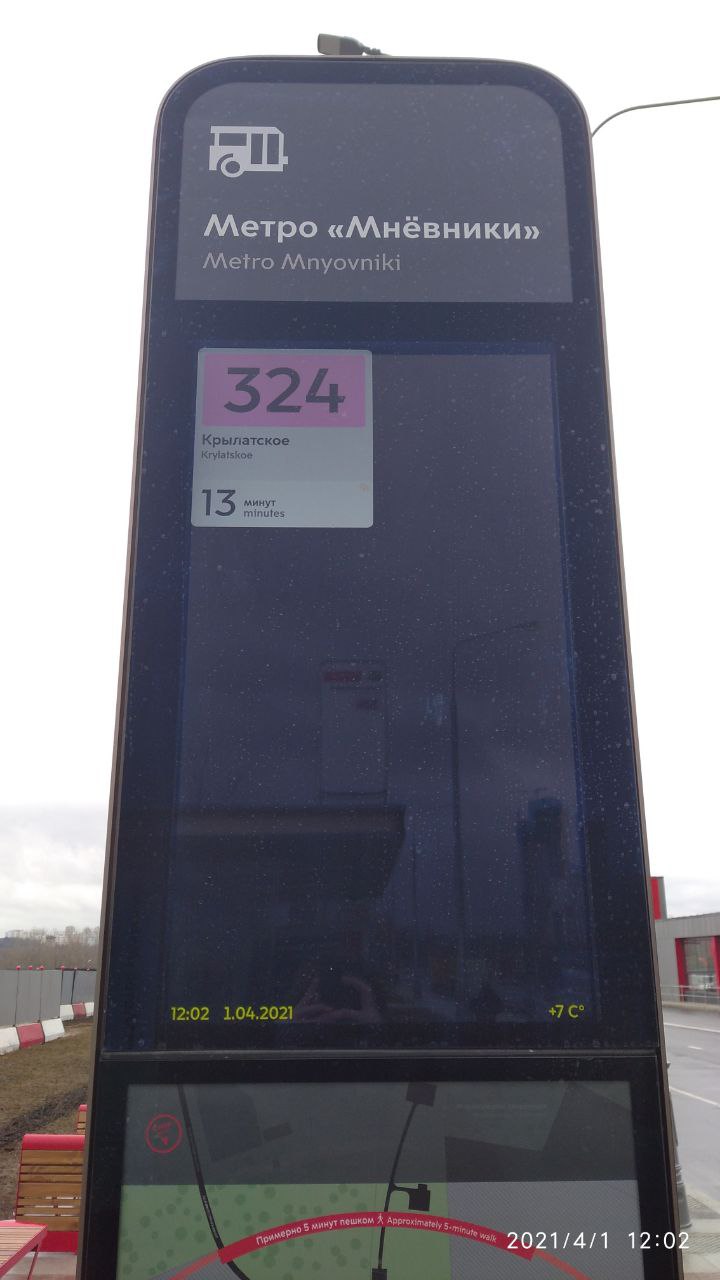 Метро «Мнёвники»
Metro Mnyovniki
324
Крылатское
Krylatskoe
13 минут
minutes
12:02 1.04.2021 +7 C°
Примерно 5 минут пешком Approximately 5-minute walk
2021/4/1 12:02